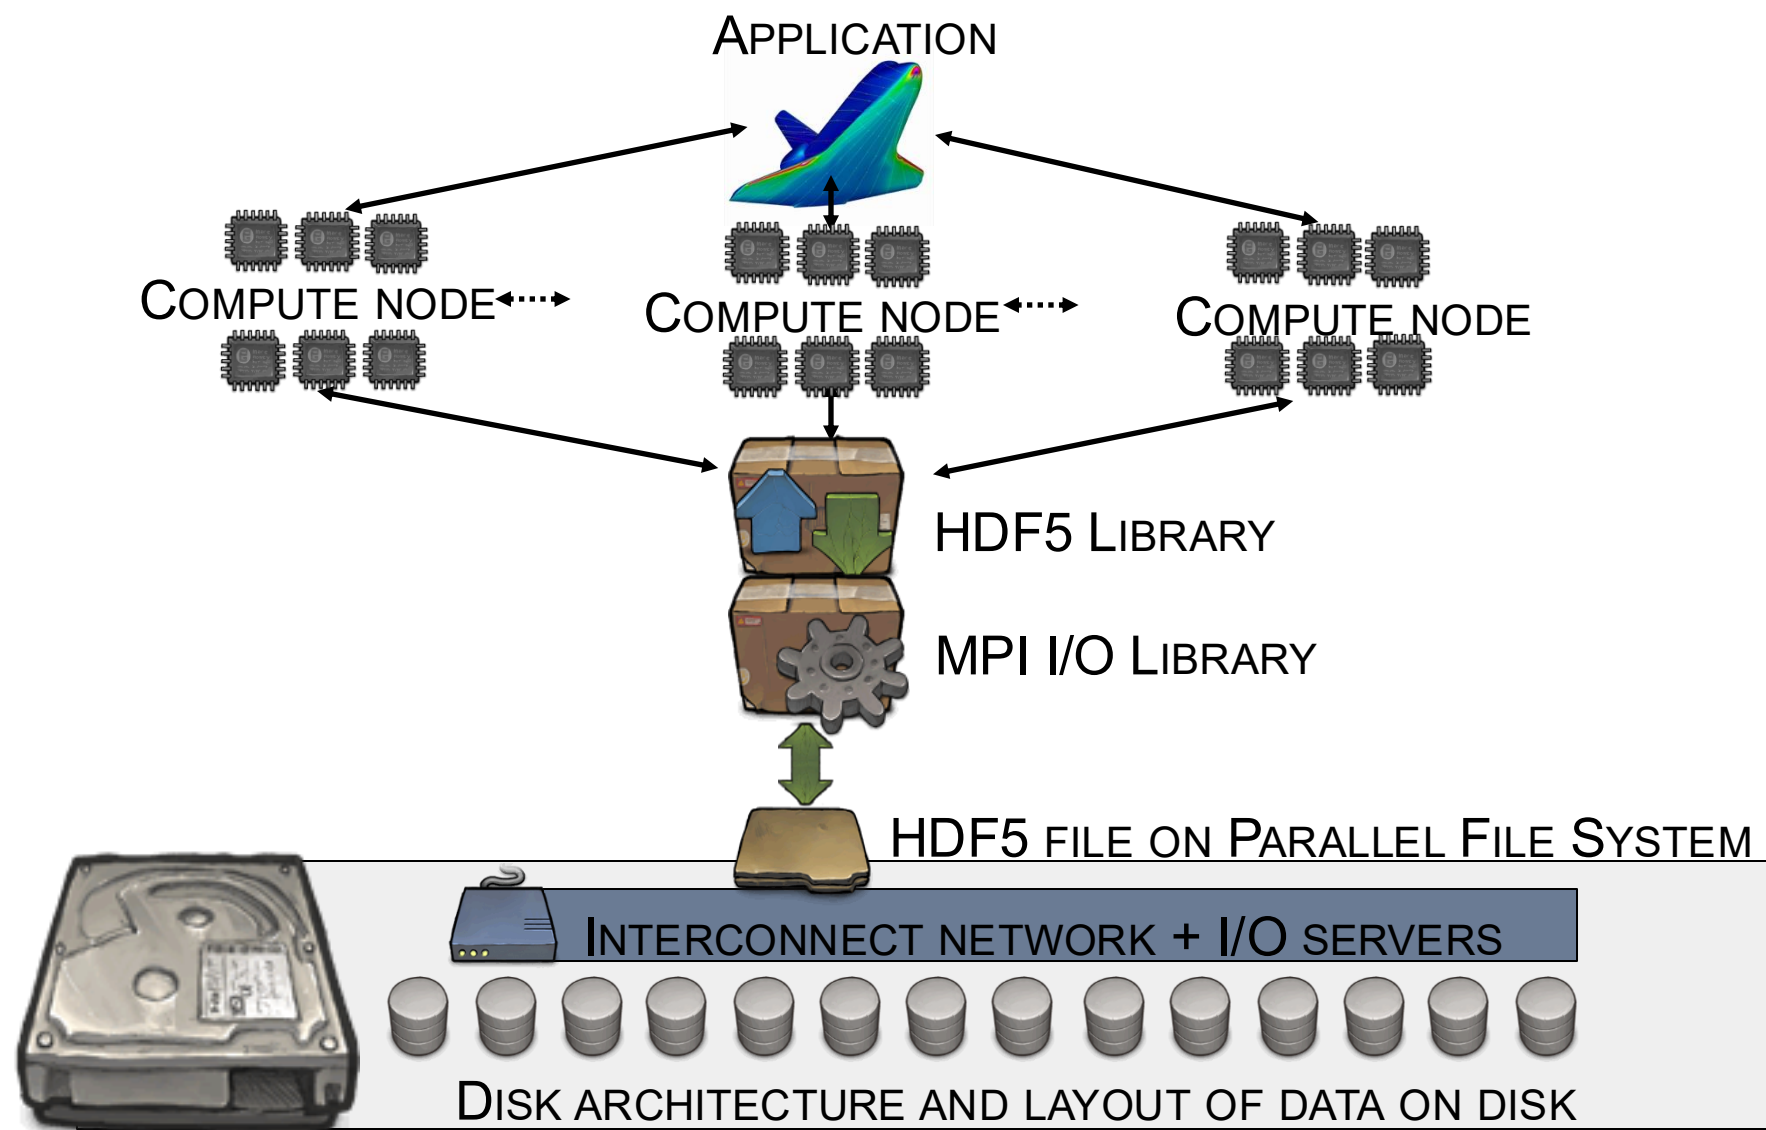 APPLICATION
COMPUTE NODE
COMPUTE NODE
COMPUTE NODE
HDF5 LIBRARY
MPI I/O LIBRARY
HDF5 FILE ON PARALLEL FILE SYSTEM
INTERCONNECT NETWORK + I/O SERVERS
DISK ARCHITECTURE AND LAYOUT OF DATA ON DISK